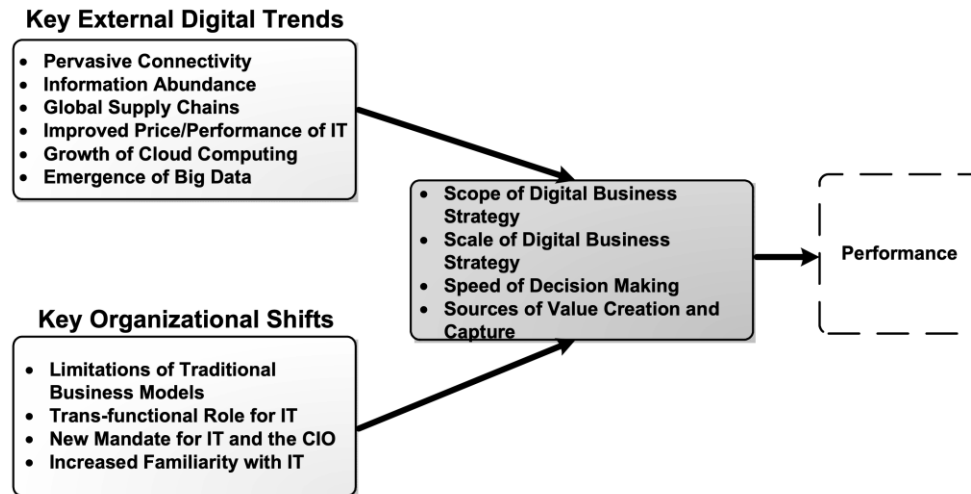 Key External Digital Trends
• Pervasive Connectivity
• Information Abundance
• Global Supply Chains
• Improved Price/Performance of IT
• Growth of Cloud Computing
• Emergence of Big Data
• Scope of Digital Business
Strategy
• Scale of Digital Business
Strategy
• Speed of Decision Making
• Sources of Value Creation and
Capture
Performance
Key Organizational Shifts
• Limitations of Traditional
Business Models
• Trans-functional Role for IT
• New Mandate for IT and the CIO
• Increased Familiarity with IT